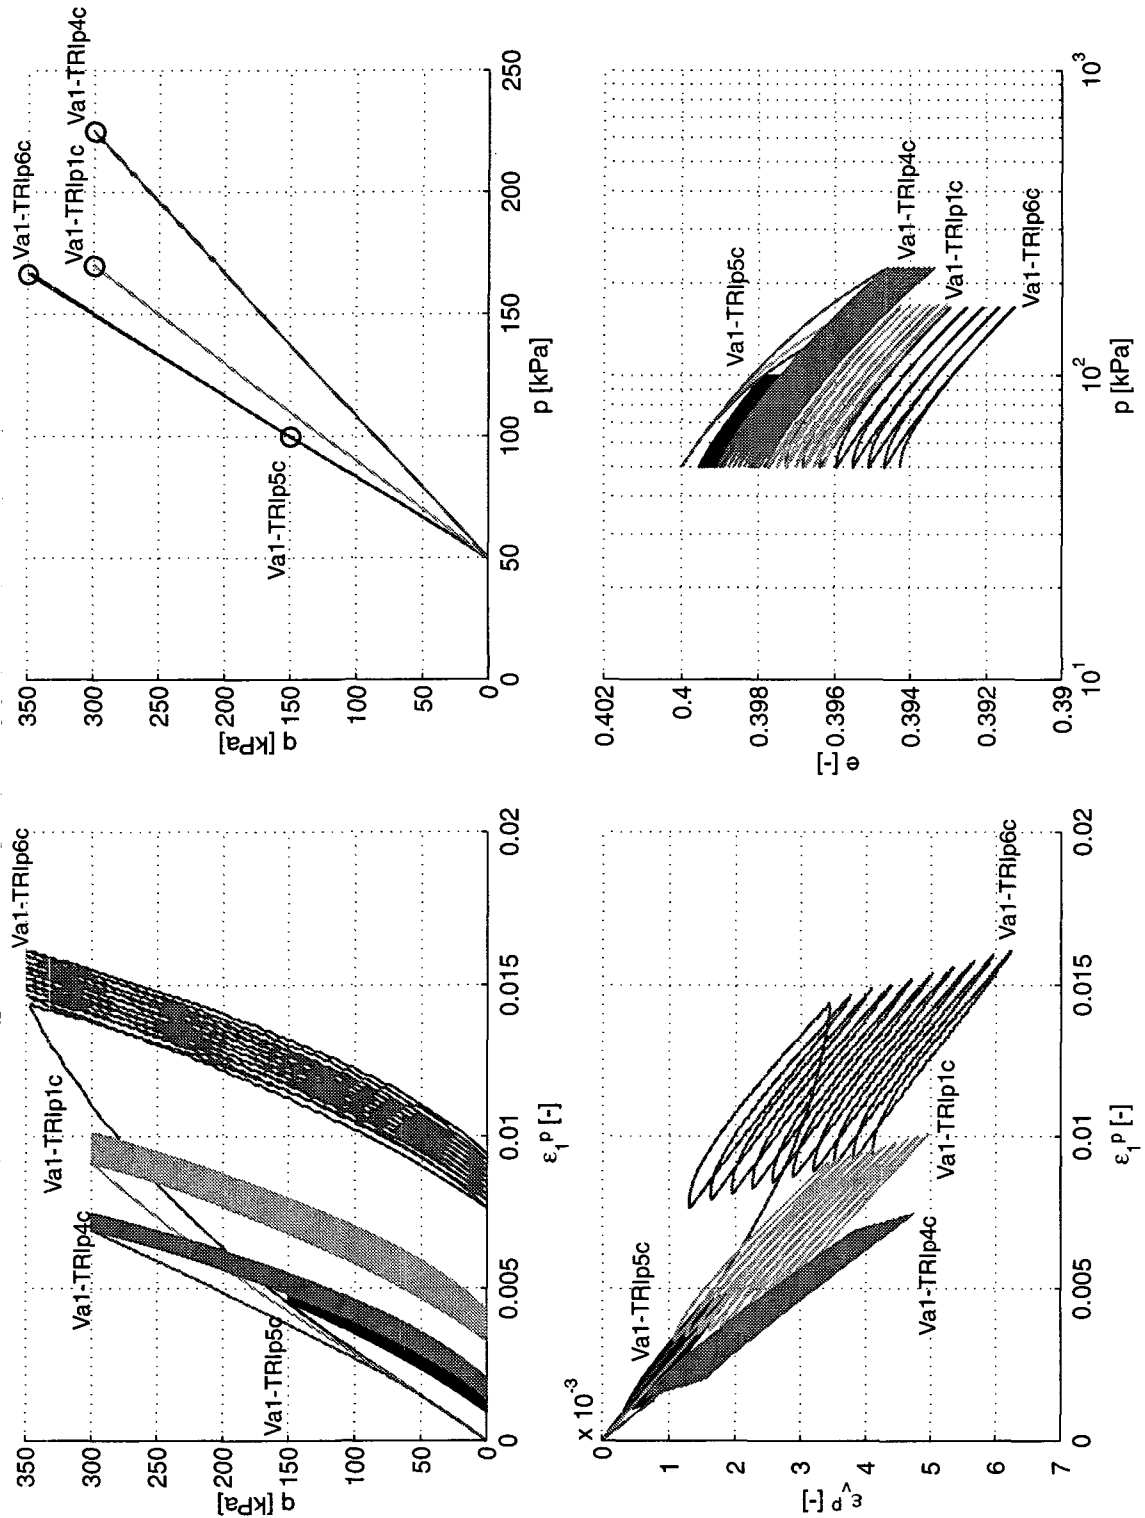 350
300
250
200
150
100
50
0
q [kPa]
0
0.005
0.01
0.015
0.02
ε₁ᵖ [-]
Va1-TRIp4c
Va1-TRIp1c
Va1-TRIp6c
Va1-TRIp5c
350
300
250
200
150
100
50
0
q [kPa]
0
50
100
150
200
250
p [kPa]
Va1-TRIp6c
Va1-TRIp1c
Va1-TRIp4c
Va1-TRIp5c
x 10⁻³
0
1
2
3
4
5
6
7
εᵥᵖ [-]
0
0.005
0.01
0.015
0.02
ε₁ᵖ [-]
Va1-TRIp5c
Va1-TRIp4c
Va1-TRIp1c
Va1-TRIp6c
0.402
0.4
0.398
0.396
0.394
0.392
0.39
e [-]
10¹
10²
10³
p [kPa]
Va1-TRIp5c
Va1-TRIp4c
Va1-TRIp1c
Va1-TRIp6c